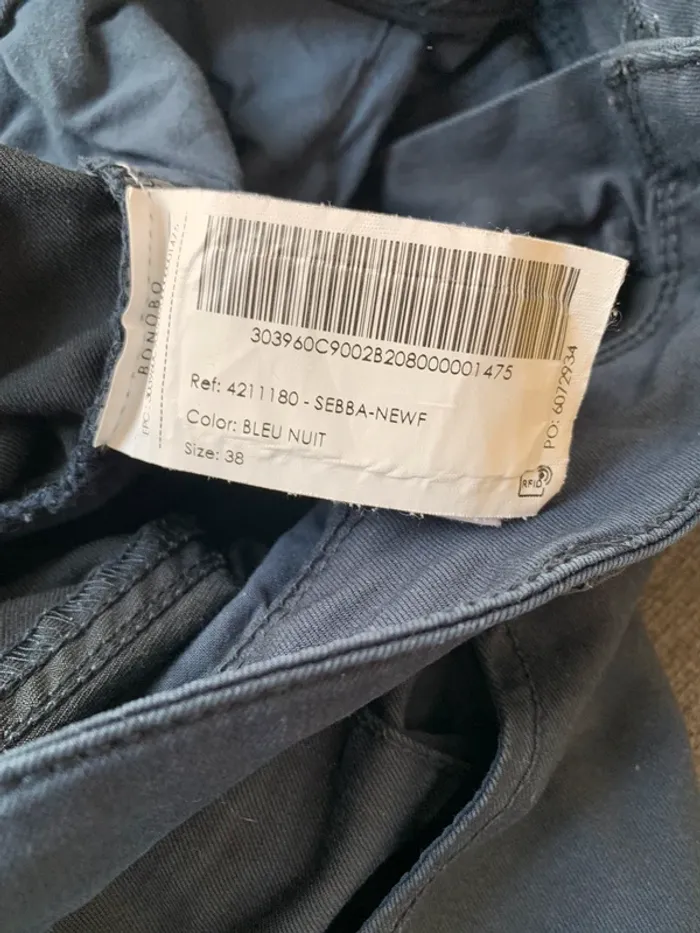 BONOBO
303960C9002B208000001475
Ref: 4211180 - SEBBA-NEWF
Color: BLEU NUIT
Size: 38
PO: 6072934
RFID